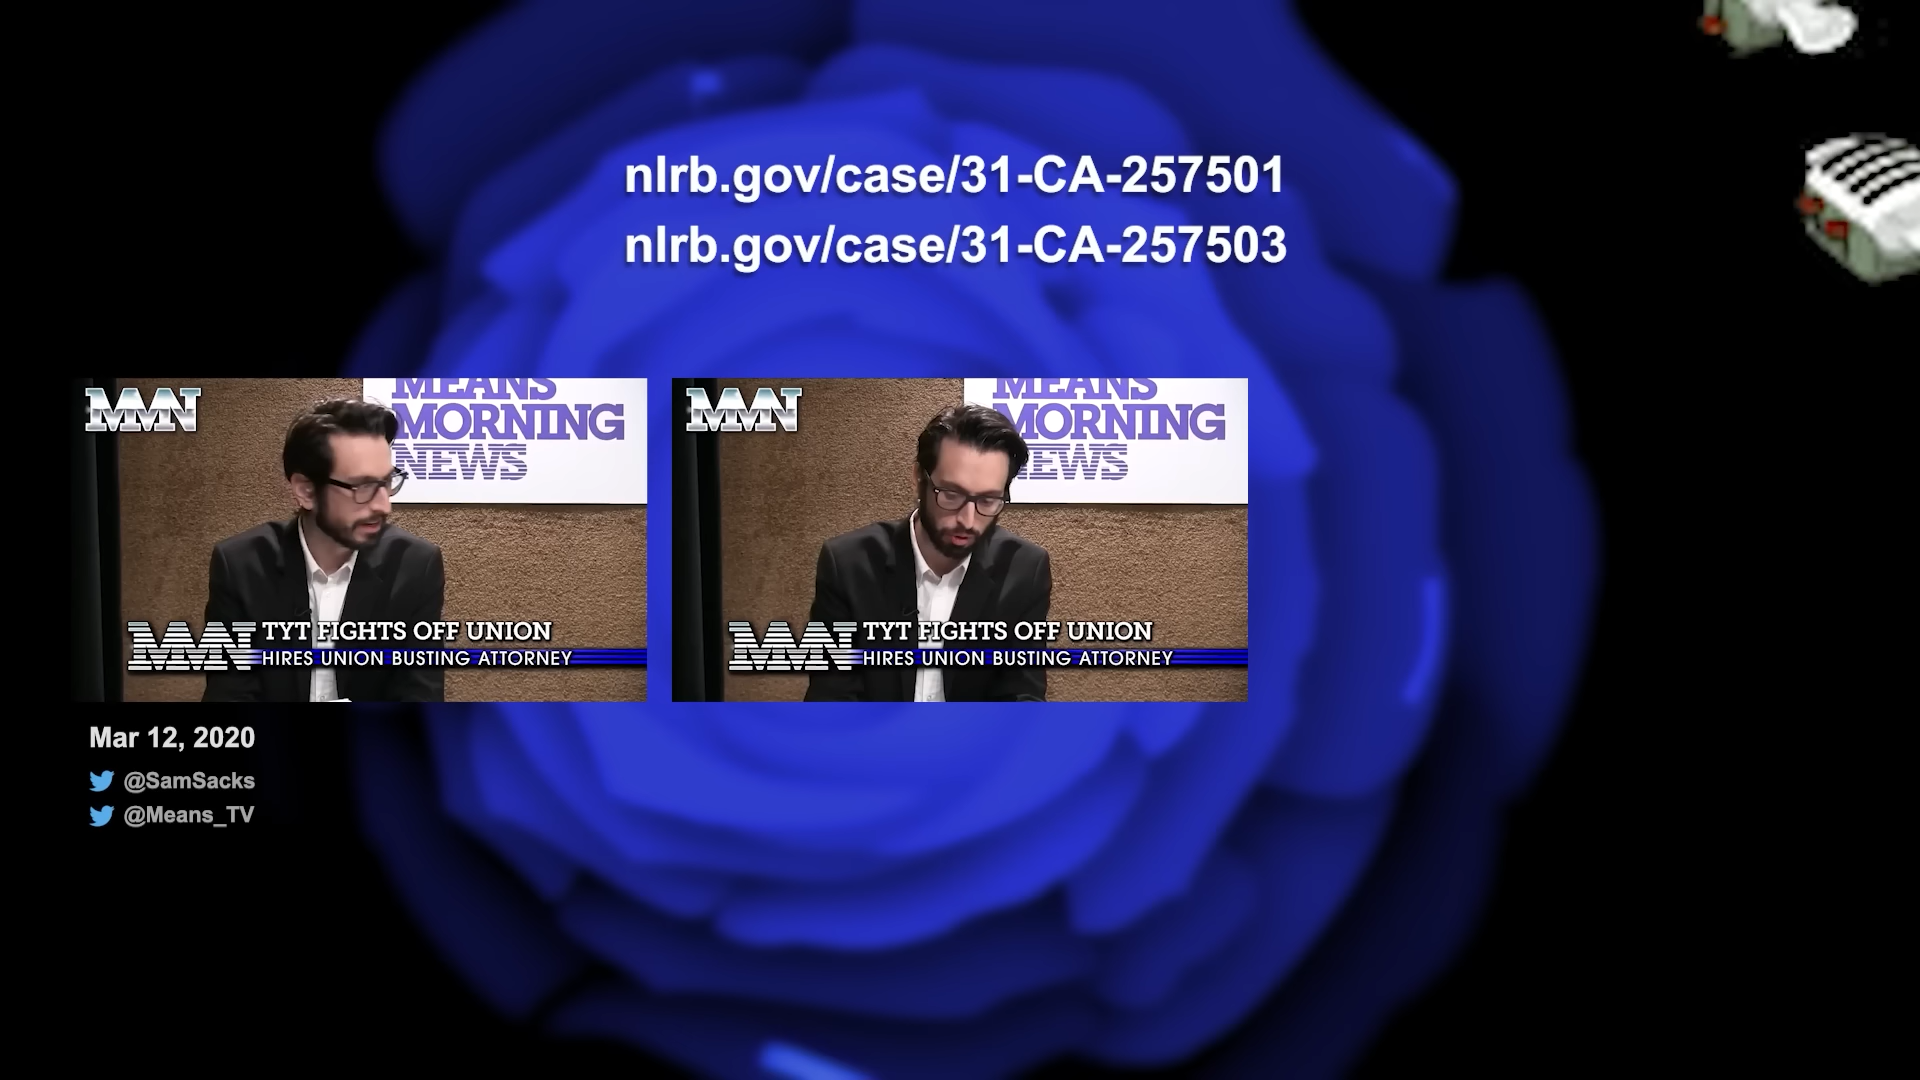 nlrb.gov/case/31-CA-257501
nlrb.gov/case/31-CA-257503
MMN
MEANS
MORNING
NEWS
MMN
TYT FIGHTS OFF UNION
HIRES UNION BUSTING ATTORNEY
MMN
MEANS
MORNING
NEWS
MMN
TYT FIGHTS OFF UNION
HIRES UNION BUSTING ATTORNEY
Mar 12, 2020
@SamSacks
@Means_TV